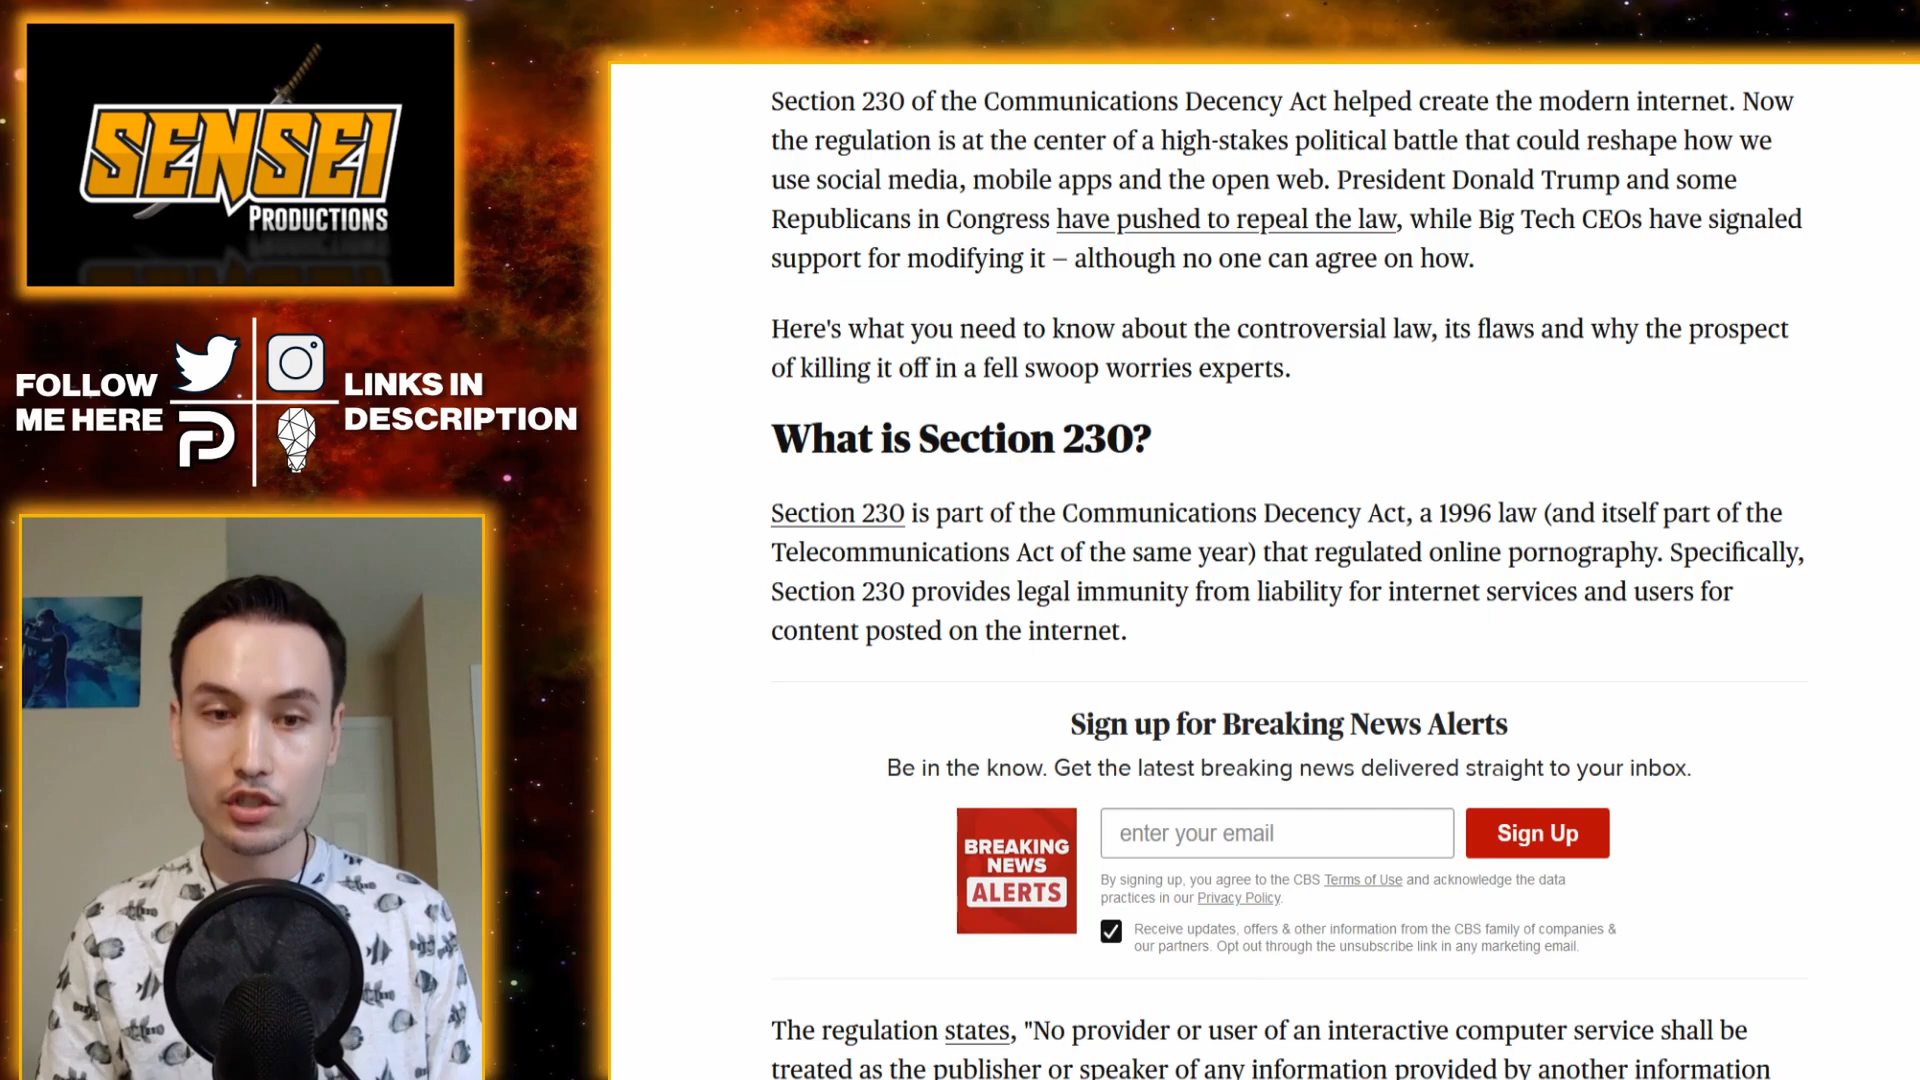 SENSEI
PRODUCTIONS
FOLLOW
ME HERE
LINKS IN
DESCRIPTION
Section 230 of the Communications Decency Act helped create the modern internet. Now
the regulation is at the center of a high-stakes political battle that could reshape how we
use social media, mobile apps and the open web. President Donald Trump and some
Republicans in Congress have pushed to repeal the law, while Big Tech CEOs have signaled
support for modifying it – although no one can agree on how.
Here's what you need to know about the controversial law, its flaws and why the prospect
of killing it off in a fell swoop worries experts.
What is Section 230?
Section 230 is part of the Communications Decency Act, a 1996 law (and itself part of the
Telecommunications Act of the same year) that regulated online pornography. Specifically,
Section 230 provides legal immunity from liability for internet services and users for
content posted on the internet.
Sign up for Breaking News Alerts
Be in the know. Get the latest breaking news delivered straight to your inbox.
BREAKING
NEWS
ALERTS
enter your email
Sign Up
By signing up, you agree to the CBS Terms of Use and acknowledge the data
practices in our Privacy Policy.
Receive updates, offers & other information from the CBS family of companies &
our partners. Opt out through the unsubscribe link in any marketing email.
The regulation states, "No provider or user of an interactive computer service shall be
treated as the publisher or speaker of any information provided by another information